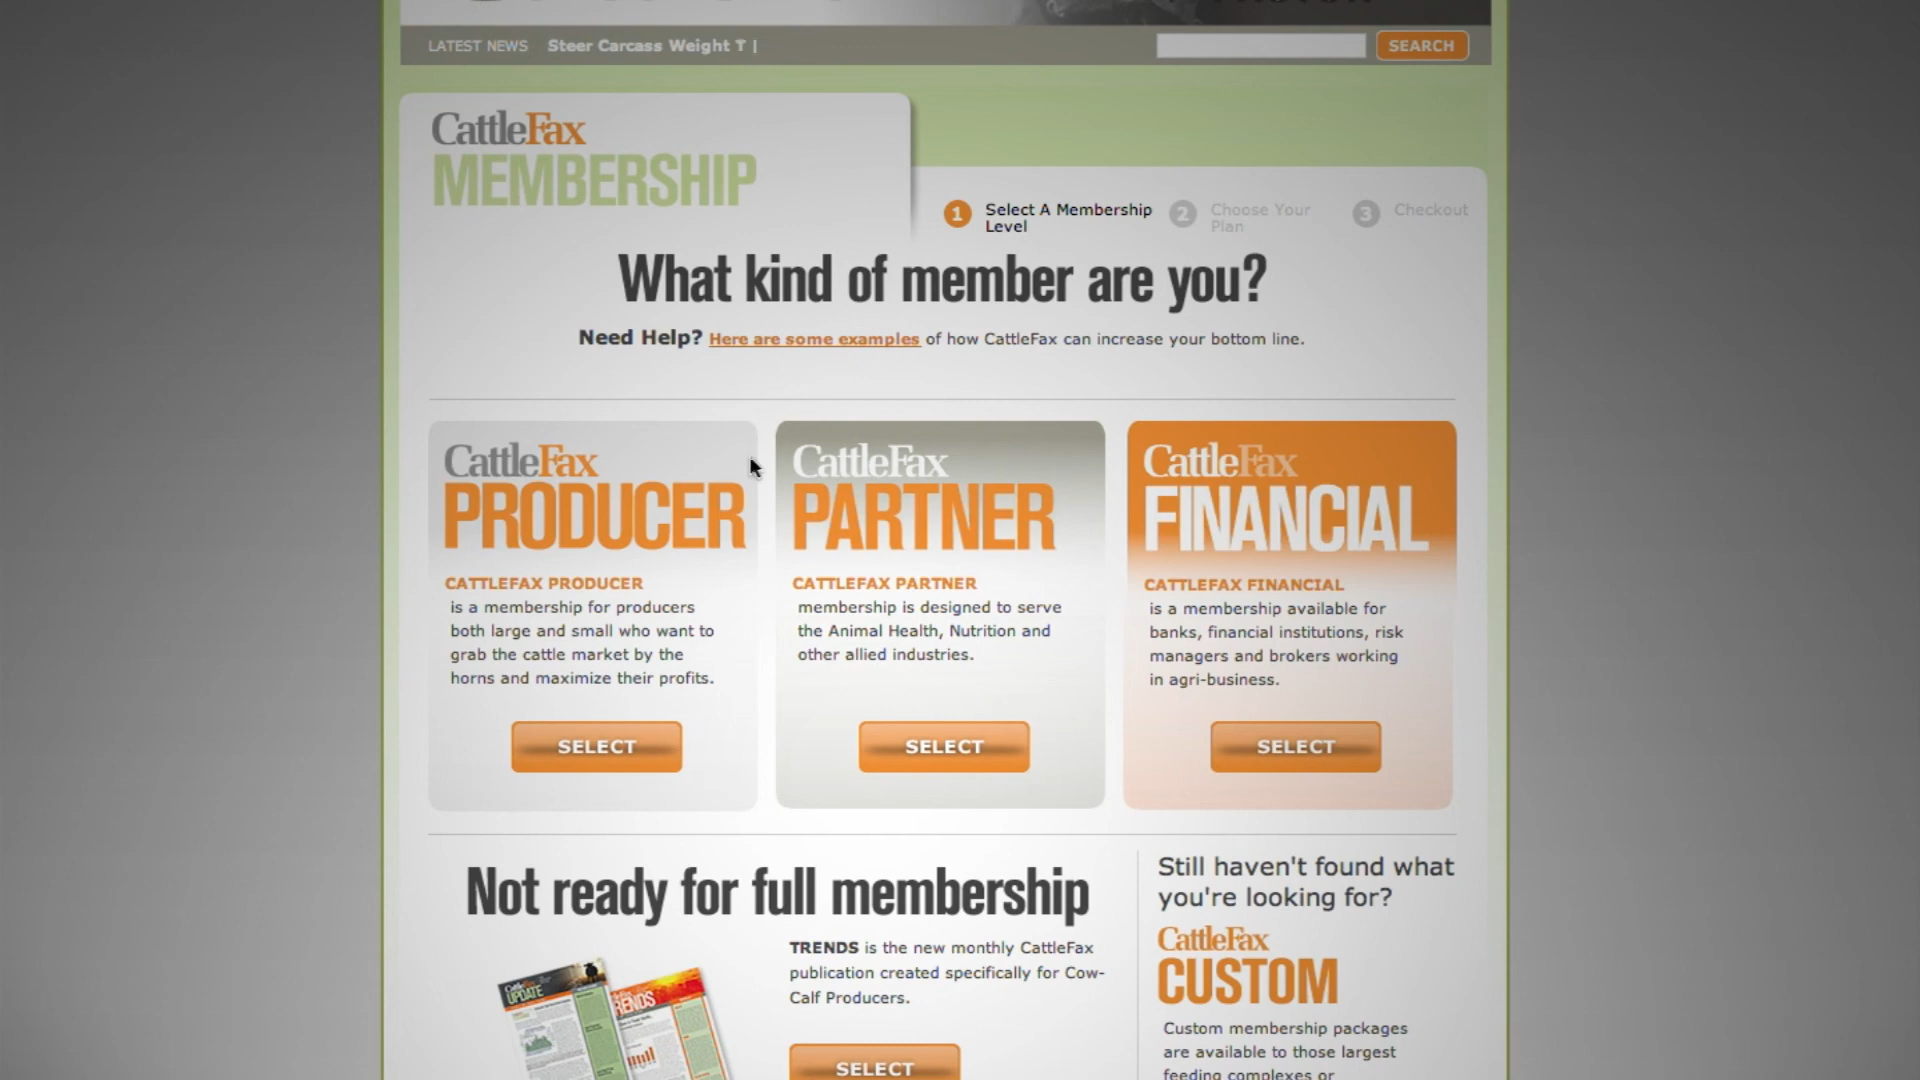 LATEST NEWS Steer Carcass Weight T |
SEARCH
CattleFax
MEMBERSHIP
1 Select A Membership Level
2 Choose Your Plan
3 Checkout
What kind of member are you?
Need Help? Here are some examples of how CattleFax can increase your bottom line.
CattleFax
PRODUCER
CATTLEFAX PRODUCER
is a membership for producers
both large and small who want to
grab the cattle market by the
horns and maximize their profits.
SELECT
CattleFax
PARTNER
CATTLEFAX PARTNER
membership is designed to serve
the Animal Health, Nutrition and
other allied industries.
SELECT
CattleFax
FINANCIAL
CATTLEFAX FINANCIAL
is a membership available for
banks, financial institutions, risk
managers and brokers working
in agri-business.
SELECT
Not ready for full membership
CattleFax
UPDATE
TRENDS
TRENDS is the new monthly CattleFax
publication created specifically for Cow-
Calf Producers.
SELECT
Still haven't found what
you're looking for?
CattleFax
CUSTOM
Custom membership packages
are available to those largest
feeding complexes or